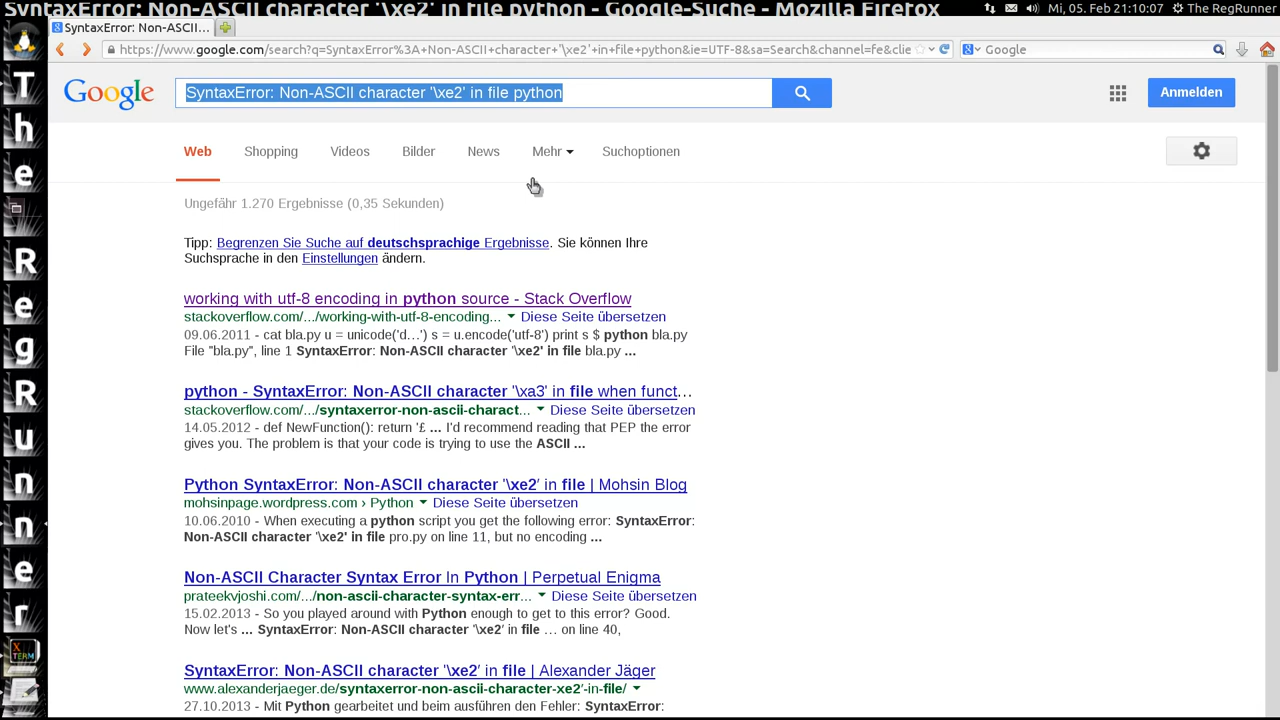 SyntaxError: Non-ASCII character '\xe2' in file python - Google-Suche - Mozilla Firefox
Mi, 05. Feb 21:10:07 The RegRunner
SyntaxError: Non-ASCII…
https://www.google.com/search?q=SyntaxError%3A+Non-ASCII+character+'\xe2'+in+file+python&ie=UTF-8&sa=Search&channel=fe&clie
Google
Google
SyntaxError: Non-ASCII character '\xe2' in file python
Anmelden
Web Shopping Videos Bilder News Mehr Suchoptionen
Ungefähr 1.270 Ergebnisse (0,35 Sekunden)
Tipp: Begrenzen Sie Suche auf deutschsprachige Ergebnisse. Sie können Ihre
Suchsprache in den Einstellungen ändern.
working with utf-8 encoding in python source - Stack Overflow
stackoverflow.com/.../working-with-utf-8-encoding... Diese Seite übersetzen
09.06.2011 - cat bla.py u = unicode('d…') s = u.encode('utf-8') print s $ python bla.py
File "bla.py", line 1 SyntaxError: Non-ASCII character '\xe2' in file bla.py ...
python - SyntaxError: Non-ASCII character '\xa3' in file when funct…
stackoverflow.com/.../syntaxerror-non-ascii-charact... Diese Seite übersetzen
14.05.2012 - def NewFunction(): return '£ ... I'd recommend reading that PEP the error
gives you. The problem is that your code is trying to use the ASCII ...
Python SyntaxError: Non-ASCII character '\xe2′ in file | Mohsin Blog
mohsinpage.wordpress.com › Python Diese Seite übersetzen
10.06.2010 - When executing a python script you get the following error: SyntaxError:
Non-ASCII character '\xe2' in file pro.py on line 11, but no encoding ...
Non-ASCII Character Syntax Error In Python | Perpetual Enigma
prateekvjoshi.com/.../non-ascii-character-syntax-err... Diese Seite übersetzen
15.02.2013 - So you played around with Python enough to get to this error? Good.
Now let's ... SyntaxError: Non-ASCII character '\xe2′ in file … on line 40,
SyntaxError: Non-ASCII character '\xe2′ in file | Alexander Jäger
www.alexanderjaeger.de/syntaxerror-non-ascii-character-xe2′-in-file/
27.10.2013 - Mit Python gearbeitet und beim ausführen den Fehler: SyntaxError:
T
h
e
R
e
g
R
u
n
n
e
r
X
TERM